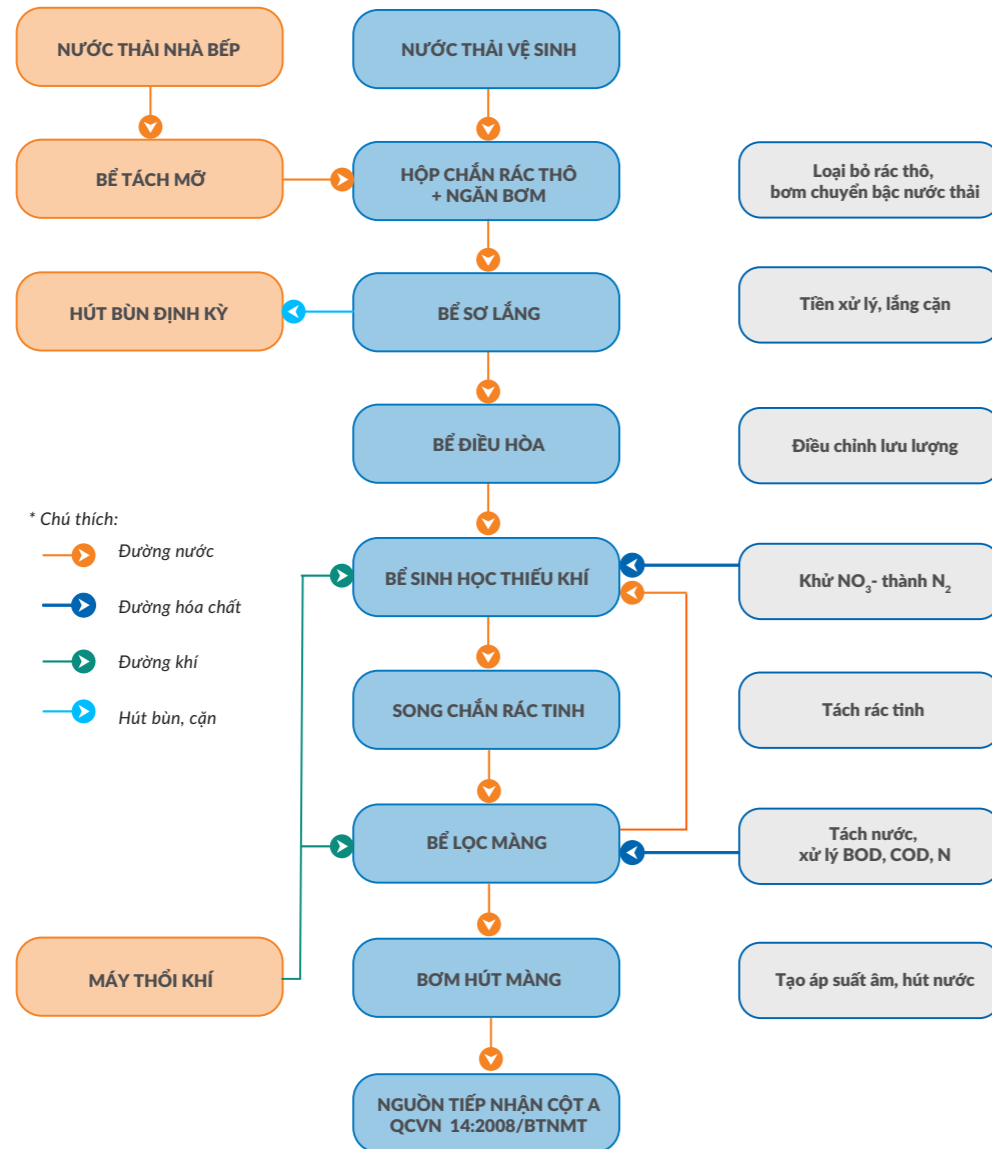 NƯỚC THẢI NHÀ BẾP
NƯỚC THẢI VỆ SINH
BỂ TÁCH MỠ
HỘP CHẮN RÁC THÔ
+ NGĂN BƠM
Loại bỏ rác thô,
bơm chuyển bậc nước thải
HÚT BÙN ĐỊNH KỲ
BỂ SƠ LẮNG
Tiền xử lý, lắng cặn
BỂ ĐIỀU HÒA
Điều chỉnh lưu lượng
* Chú thích:
Đường nước
Đường hóa chất
Đường khí
Hút bùn, cặn
BỂ SINH HỌC THIẾU KHÍ
Khử NO₃- thành N₂
SONG CHẮN RÁC TINH
Tách rác tinh
BỂ LỌC MÀNG
Tách nước,
xử lý BOD, COD, N
MÁY THỔI KHÍ
BƠM HÚT MÀNG
Tạo áp suất âm, hút nước
NGUỒN TIẾP NHẬN CỘT A
QCVN 14:2008/BTNMT